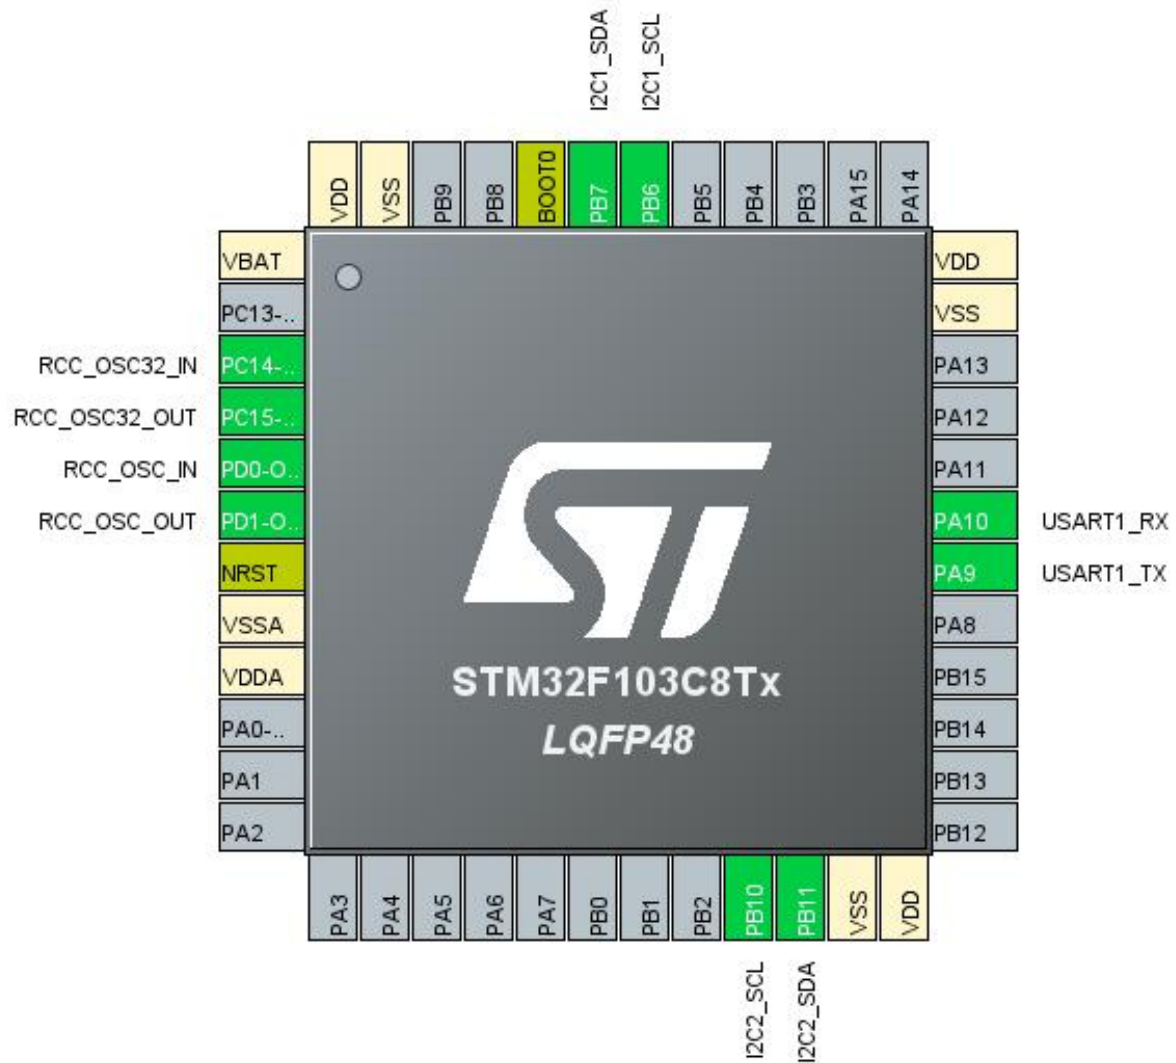 I2C1_SDA
I2C1_SCL
VDD
VSS
PB9
PB8
BOOT0
PB7
PB6
PB5
PB4
PB3
PA15
PA14
VBAT
PC13-..
RCC_OSC32_IN PC14-..
RCC_OSC32_OUT PC15-..
RCC_OSC_IN PD0-O..
RCC_OSC_OUT PD1-O..
NRST
VSSA
VDDA
PA0-..
PA1
PA2
VDD
VSS
PA13
PA12
PA11
PA10 USART1_RX
PA9 USART1_TX
PA8
PB15
PB14
PB13
PB12
ST
STM32F103C8Tx
LQFP48
PA3
PA4
PA5
PA6
PA7
PB0
PB1
PB2
PB10
PB11
VSS
VDD
I2C2_SCL
I2C2_SDA